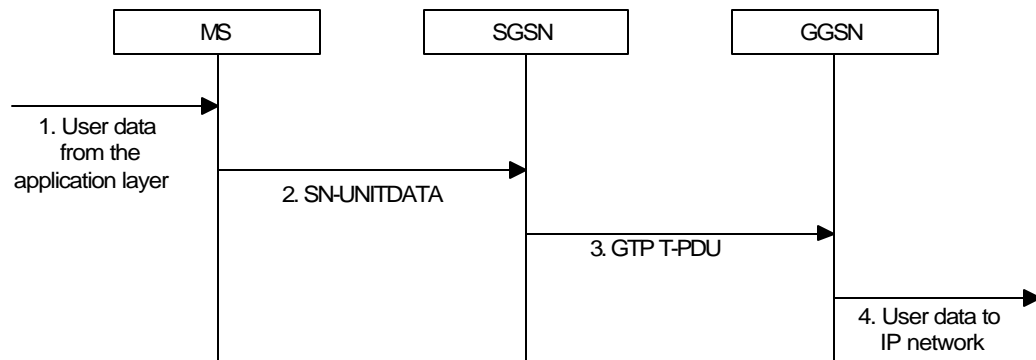 MS
SGSN
GGSN
1. User data
from the
application layer
2. SN-UNITDATA
3. GTP T-PDU
4. User data to
IP network